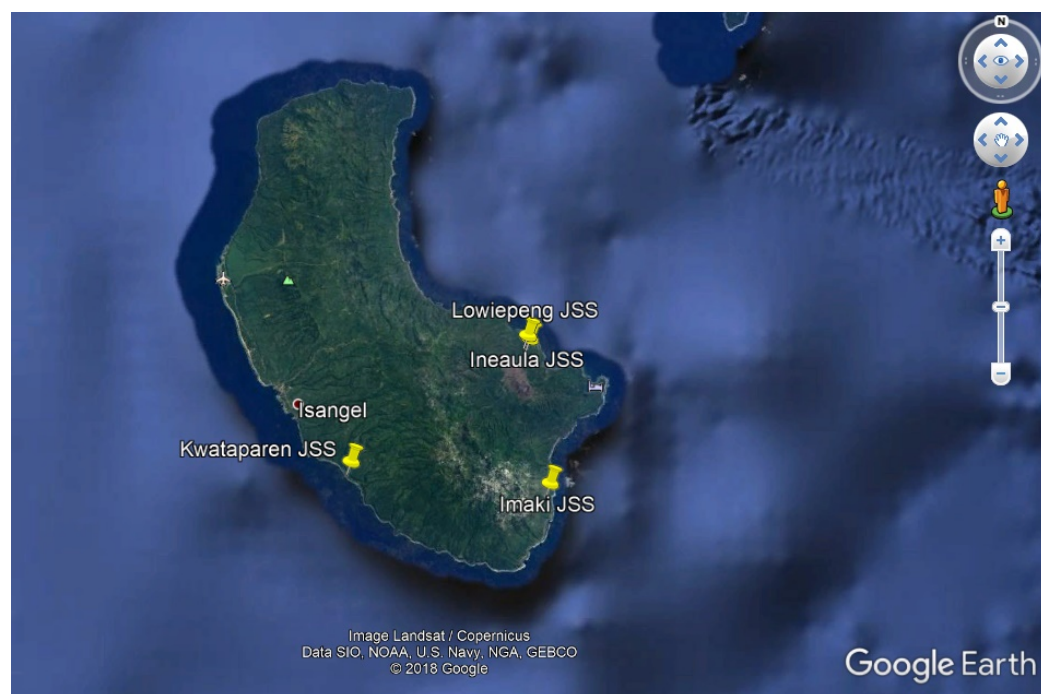 N
Lowiepeng JSS
Ineaula JSS
Isangel
Kwataparen JSS
Imaki JSS
Image Landsat / Copernicus
Data SIO, NOAA, U.S. Navy, NGA, GEBCO
© 2018 Google
Google Earth